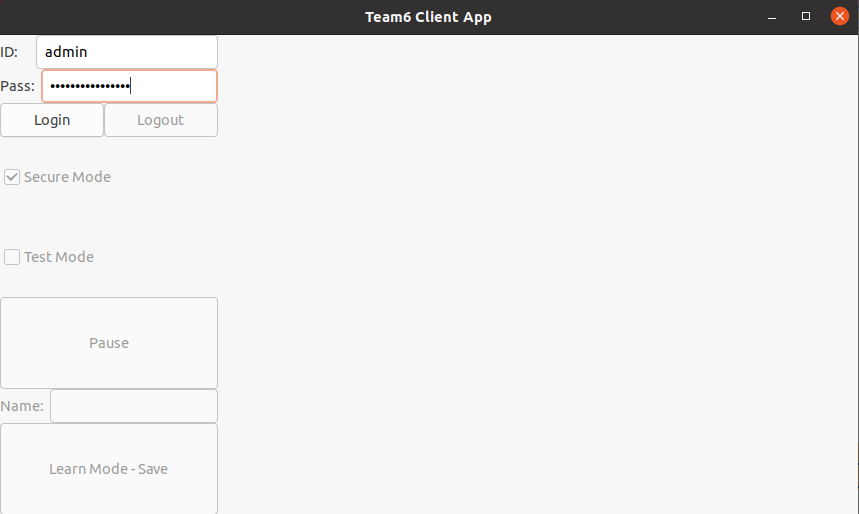 Team6 Client App
ID: admin
Pass: ••••••••••••••••
Login Logout
Secure Mode
Test Mode
Pause
Name:
Learn Mode - Save